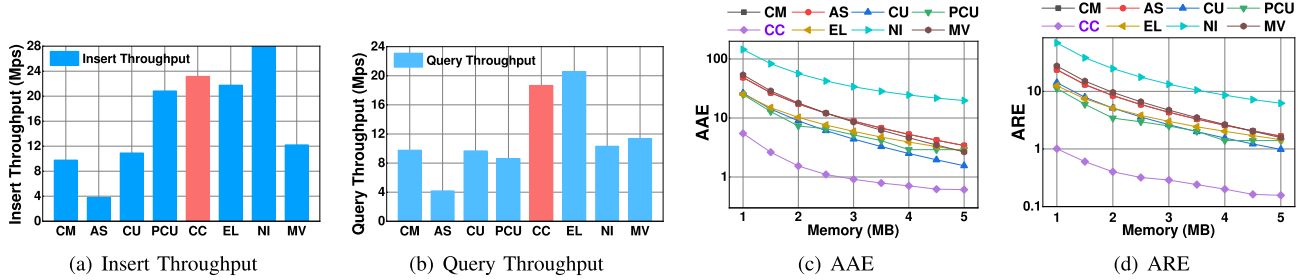 Insert Throughput (Mps)
28
24
20
16
12
8
4
0
Insert Throughput
CM AS CU PCU CC EL NI MV
(a) Insert Throughput
Query Throughput (Mps)
24
20
16
12
8
4
0
Query Throughput
CM AS CU PCU CC EL NI MV
(b) Query Throughput
CM AS CU PCU
CC EL NI MV
AAE
100
10
1
1 2 3 4 5
Memory (MB)
(c) AAE
CM AS CU PCU
CC EL NI MV
ARE
10
1
0.1
1 2 3 4 5
Memory (MB)
(d) ARE